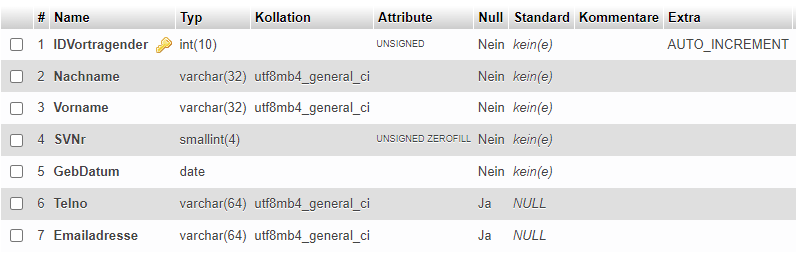 # Name Typ Kollation Attribute Null Standard Kommentare Extra
1 IDVortragender int(10) UNSIGNED Nein kein(e) AUTO_INCREMENT
2 Nachname varchar(32) utf8mb4_general_ci Nein kein(e)
3 Vorname varchar(32) utf8mb4_general_ci Nein kein(e)
4 SVNr smallint(4) UNSIGNED ZEROFILL Nein kein(e)
5 GebDatum date Nein kein(e)
6 Telno varchar(64) utf8mb4_general_ci Ja NULL
7 Emailadresse varchar(64) utf8mb4_general_ci Ja NULL